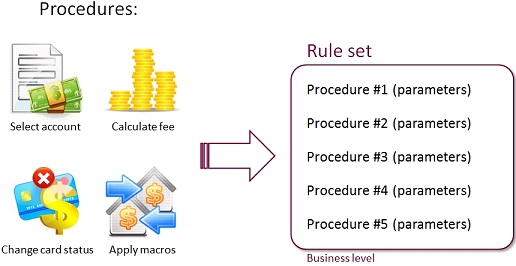 Procedures:
Select account
Calculate fee
Change card status
Apply macros
Rule set
Procedure #1 (parameters)
Procedure #2 (parameters)
Procedure #3 (parameters)
Procedure #4 (parameters)
Procedure #5 (parameters)
Business level